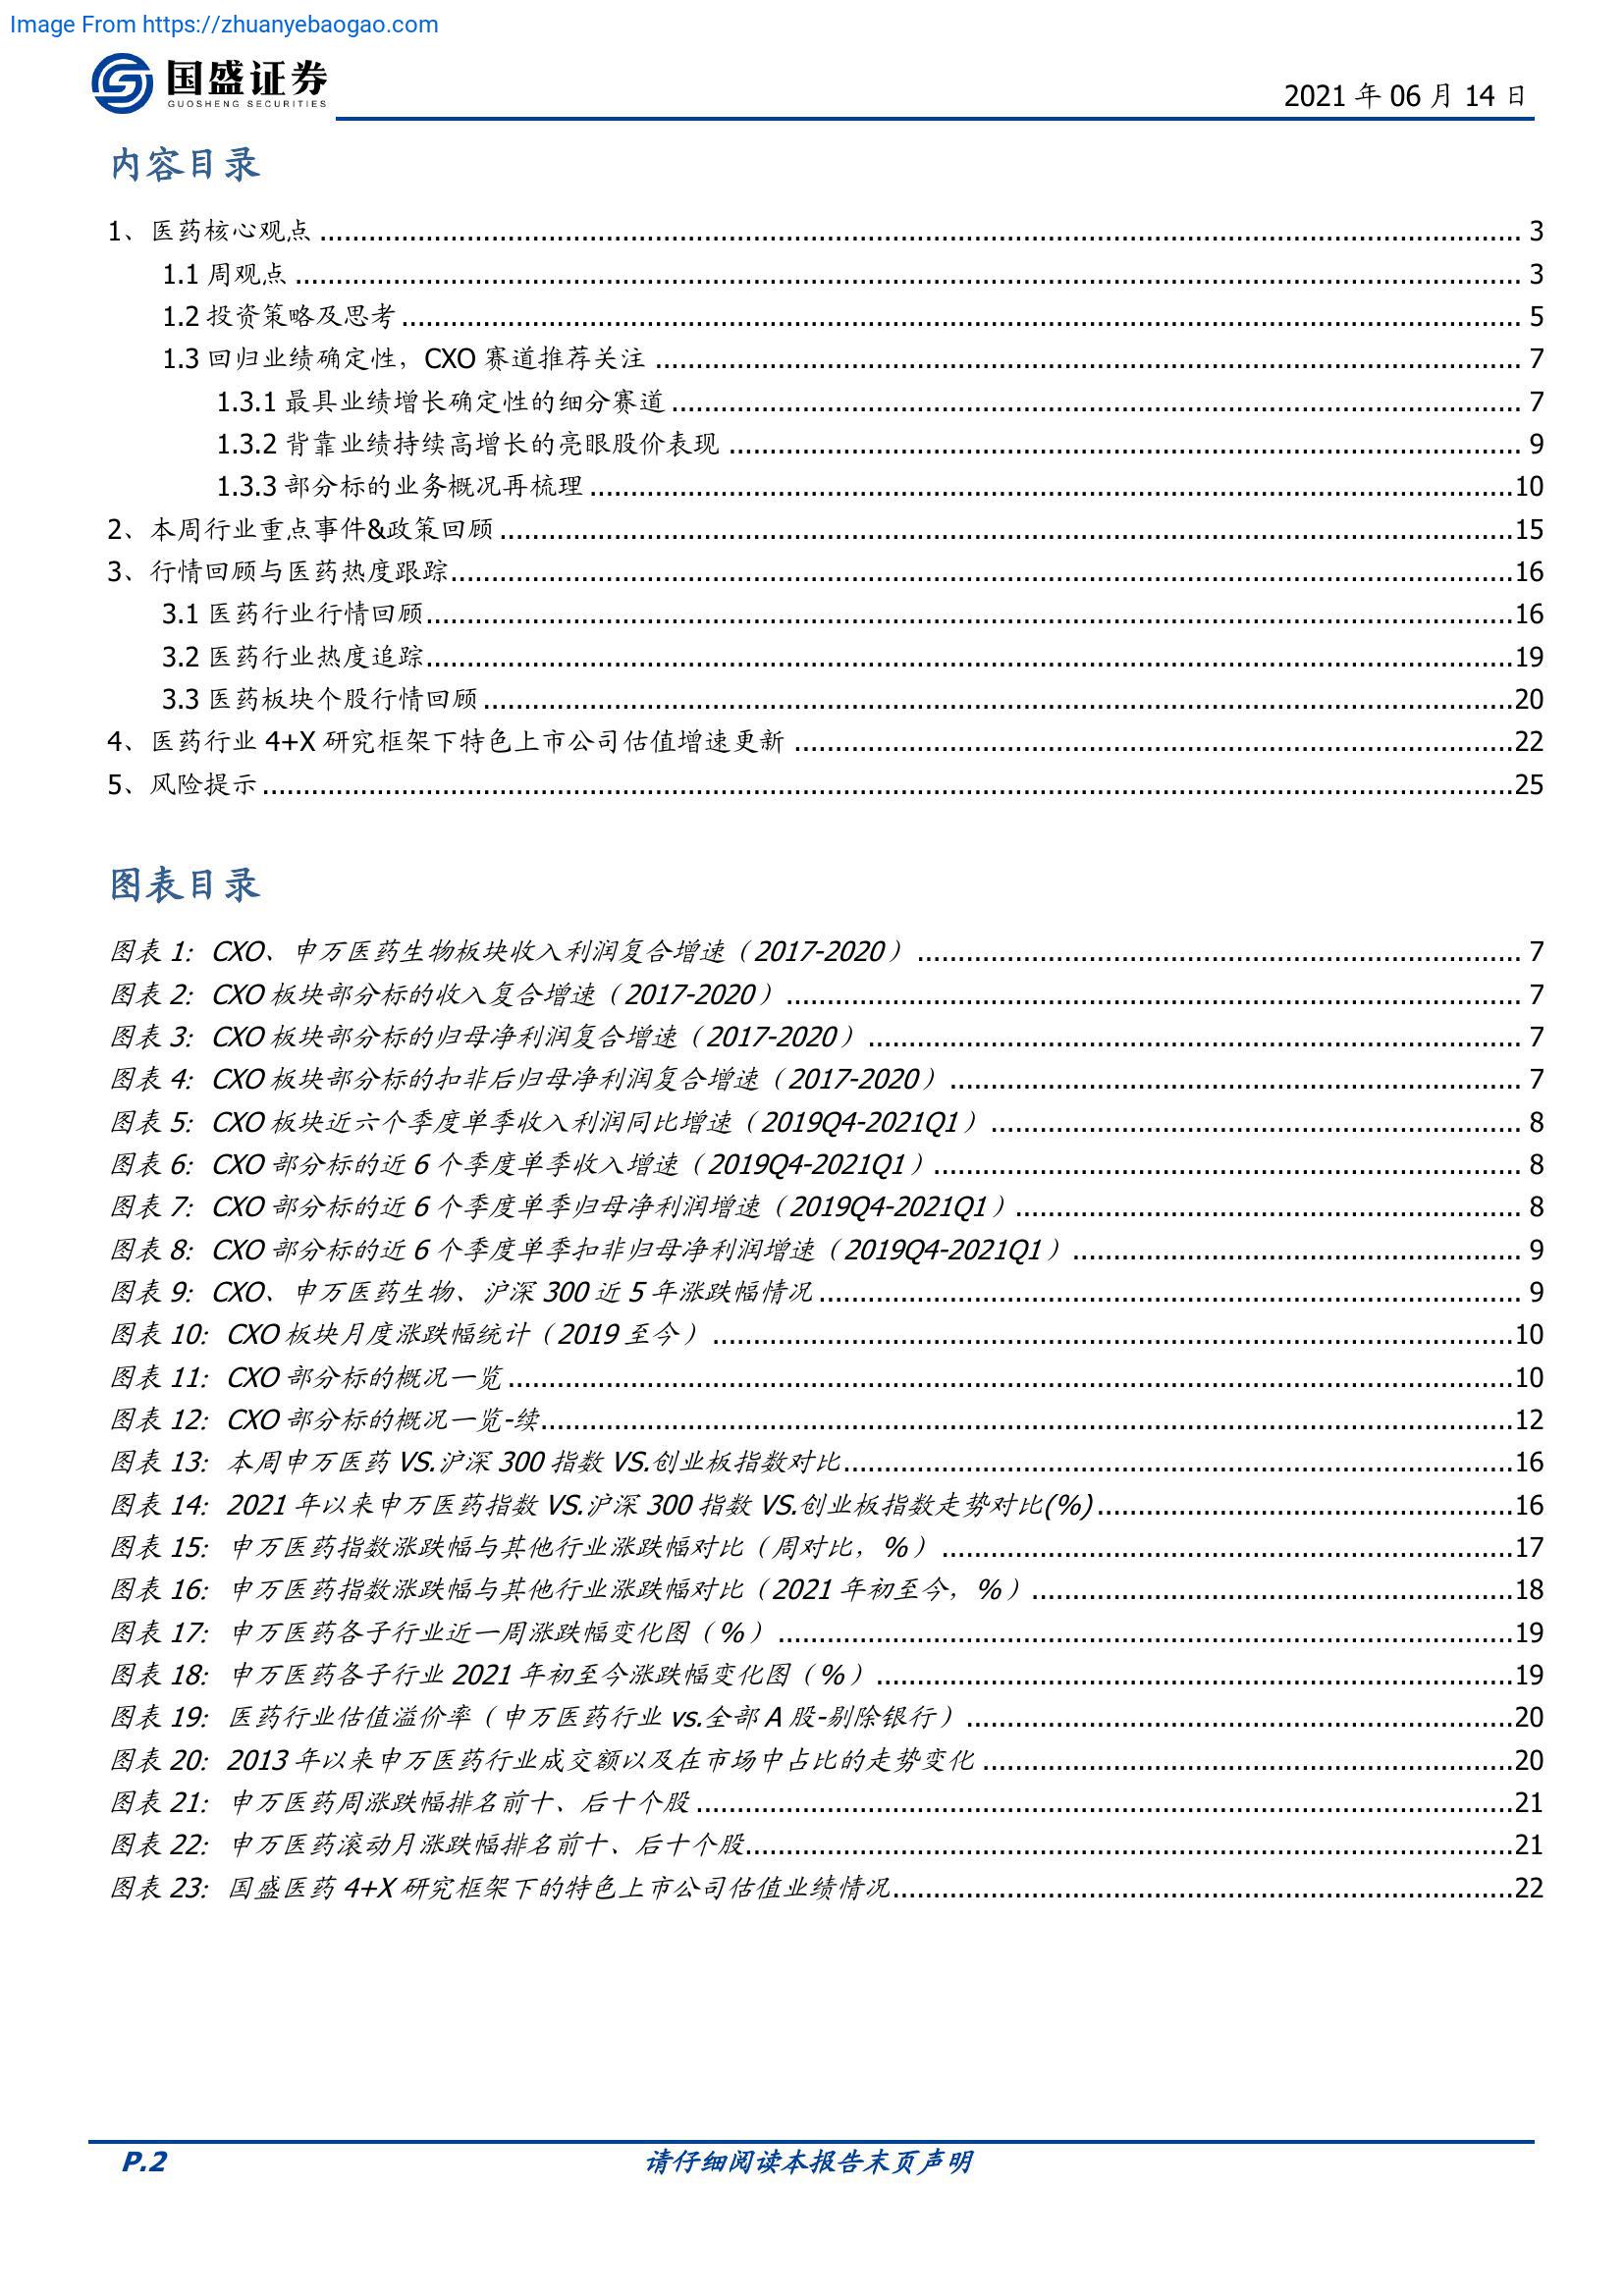 Image From https://zhuanyebaogao.com
国盛证券
GUOSHENG SECURITIES
2021 年 06 月 14 日
内容目录
1、医药核心观点 3
1.1 周观点 3
1.2 投资策略及思考 5
1.3 回归业绩确定性，CXO 赛道推荐关注 7
1.3.1 最具业绩增长确定性的细分赛道 7
1.3.2 背靠业绩持续高增长的亮眼股价表现 9
1.3.3 部分标的业务概况再梳理 10
2、本周行业重点事件&政策回顾 15
3、行情回顾与医药热度跟踪 16
3.1 医药行业行情回顾 16
3.2 医药行业热度追踪 19
3.3 医药板块个股行情回顾 20
4、医药行业 4+X 研究框架下特色上市公司估值增速更新 22
5、风险提示 25
图表目录
图表 1: CXO、申万医药生物板块收入利润复合增速（2017-2020） 7
图表 2: CXO 板块部分标的收入复合增速（2017-2020） 7
图表 3: CXO 板块部分标的归母净利润复合增速（2017-2020） 7
图表 4: CXO 板块部分标的扣非后归母净利润复合增速（2017-2020） 7
图表 5: CXO 板块近六个季度单季收入利润同比增速（2019Q4-2021Q1） 8
图表 6: CXO 部分标的近 6 个季度单季收入增速（2019Q4-2021Q1） 8
图表 7: CXO 部分标的近 6 个季度单季归母净利润增速（2019Q4-2021Q1） 8
图表 8: CXO 部分标的近 6 个季度单季扣非归母净利润增速（2019Q4-2021Q1） 9
图表 9: CXO、申万医药生物、沪深 300 近 5 年涨跌幅情况 9
图表 10: CXO 板块月度涨跌幅统计（2019 至今） 10
图表 11: CXO 部分标的概况一览 10
图表 12: CXO 部分标的概况一览-续 12
图表 13: 本周申万医药 VS.沪深 300 指数 VS.创业板指数对比 16
图表 14: 2021 年以来申万医药指数 VS.沪深 300 指数 VS.创业板指数走势对比(%) 16
图表 15: 申万医药指数涨跌幅与其他行业涨跌幅对比（周对比，%） 17
图表 16: 申万医药指数涨跌幅与其他行业涨跌幅对比（2021 年初至今，%） 18
图表 17: 申万医药各子行业近一周涨跌幅变化图（%） 19
图表 18: 申万医药各子行业 2021 年初至今涨跌幅变化图（%） 19
图表 19: 医药行业估值溢价率（申万医药行业 vs.全部 A 股-剔除银行） 20
图表 20: 2013 年以来申万医药行业成交额以及在市场中占比的走势变化 20
图表 21: 申万医药周涨跌幅排名前十、后十个股 21
图表 22: 申万医药滚动月涨跌幅排名前十、后十个股 21
图表 23: 国盛医药 4+X 研究框架下的特色上市公司估值业绩情况 22
P.2 请仔细阅读本报告末页声明